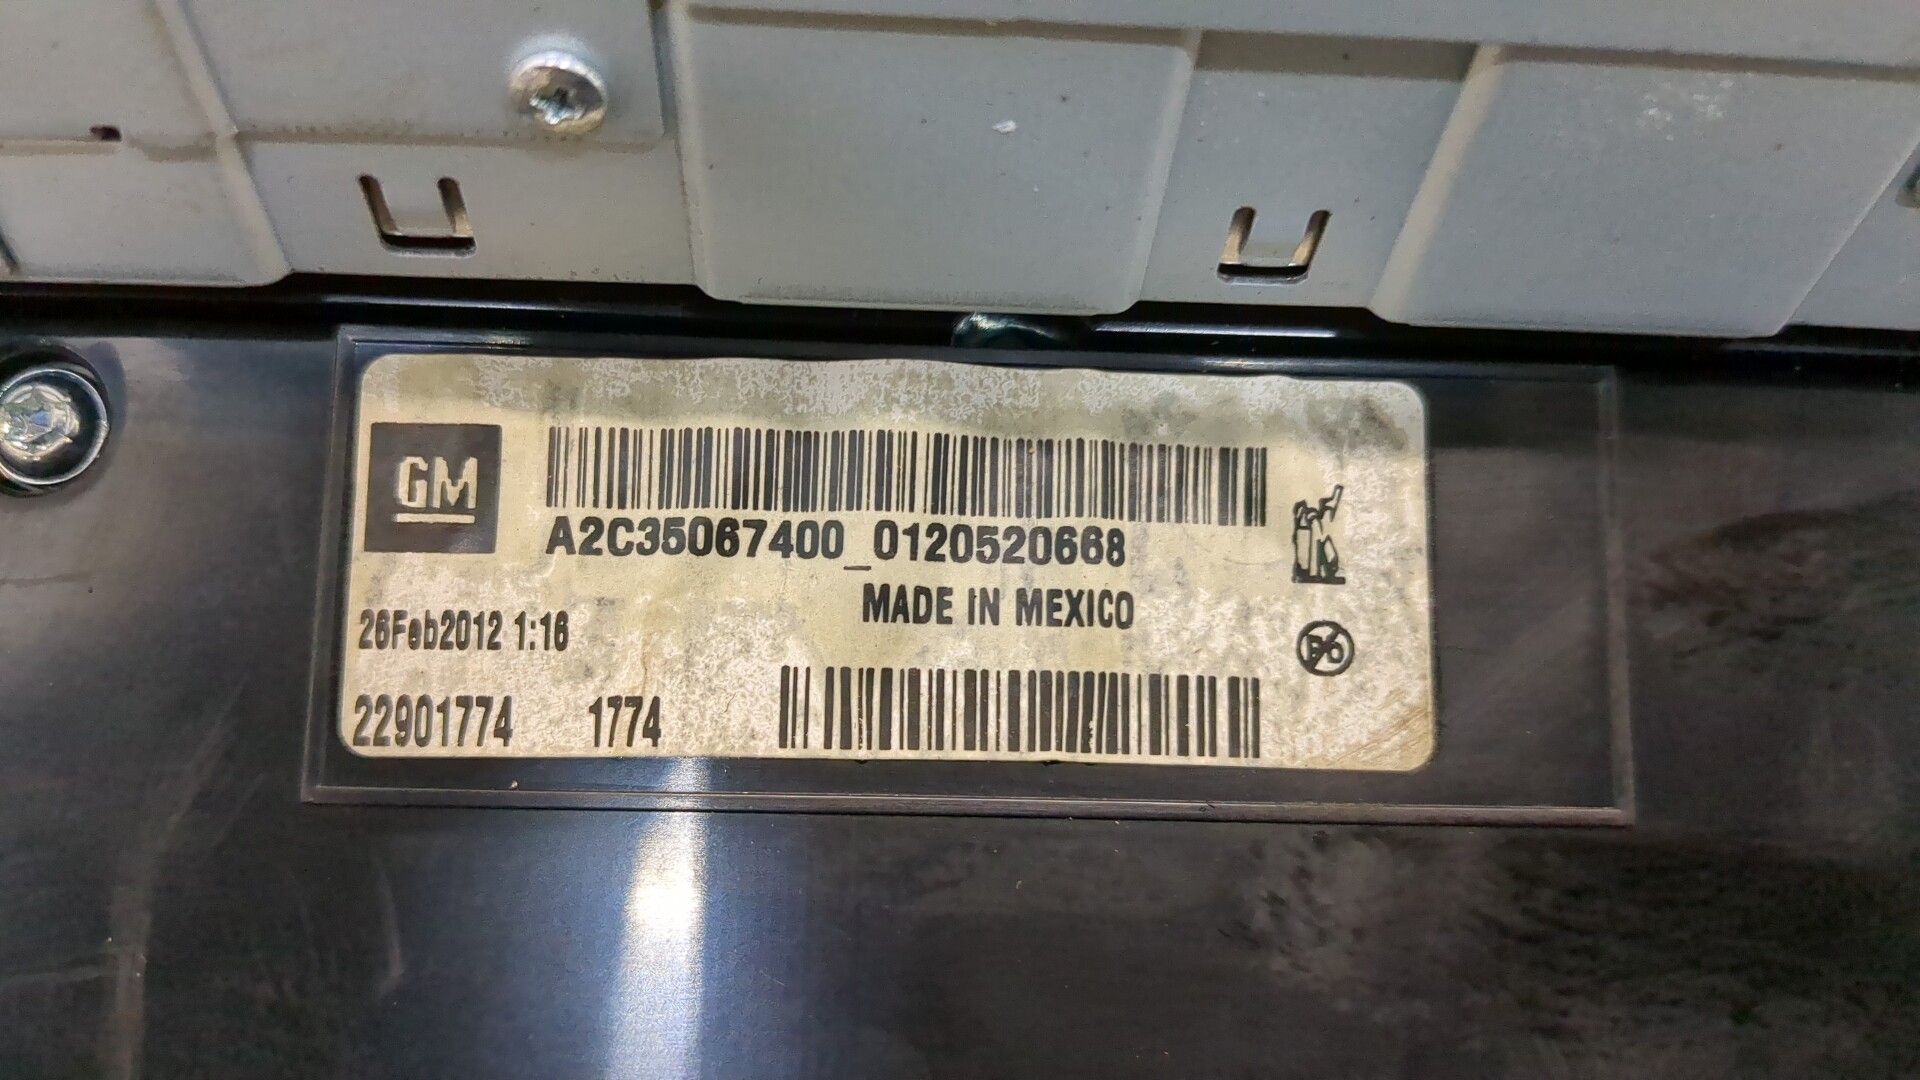 GM
A2C35067400_0120520668
MADE IN MEXICO
26Feb2012 1:16
22901774 1774